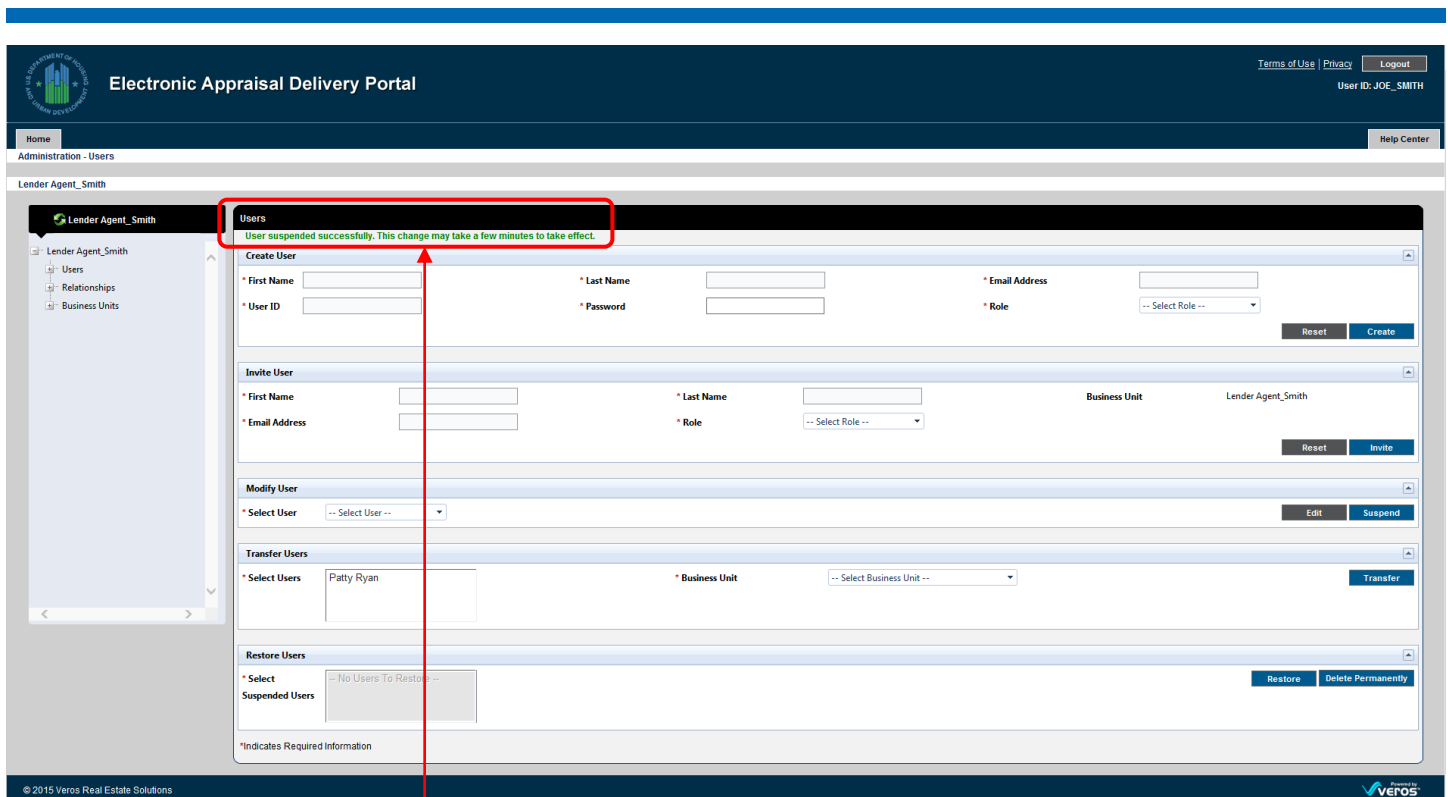 U.S. DEPARTMENT OF HOUSING AND URBAN DEVELOPMENT
Electronic Appraisal Delivery Portal
Terms of Use | Privacy Logout
User ID: JOE_SMITH
Home Help Center
Administration - Users
Lender Agent_Smith
Lender Agent_Smith
Lender Agent_Smith
Users
Relationships
Business Units
Users
User suspended successfully. This change may take a few minutes to take effect.
Create User
* First Name * Last Name * Email Address
* User ID * Password * Role -- Select Role --
Reset Create
Invite User
* First Name * Last Name Business Unit Lender Agent_Smith
* Email Address * Role -- Select Role --
Reset Invite
Modify User
* Select User -- Select User -- Edit Suspend
Transfer Users
* Select Users Patty Ryan * Business Unit -- Select Business Unit -- Transfer
Restore Users
* Select Suspended Users -- No Users To Restore -- Restore Delete Permanently
*Indicates Required Information
© 2015 Veros Real Estate Solutions Powered by veros